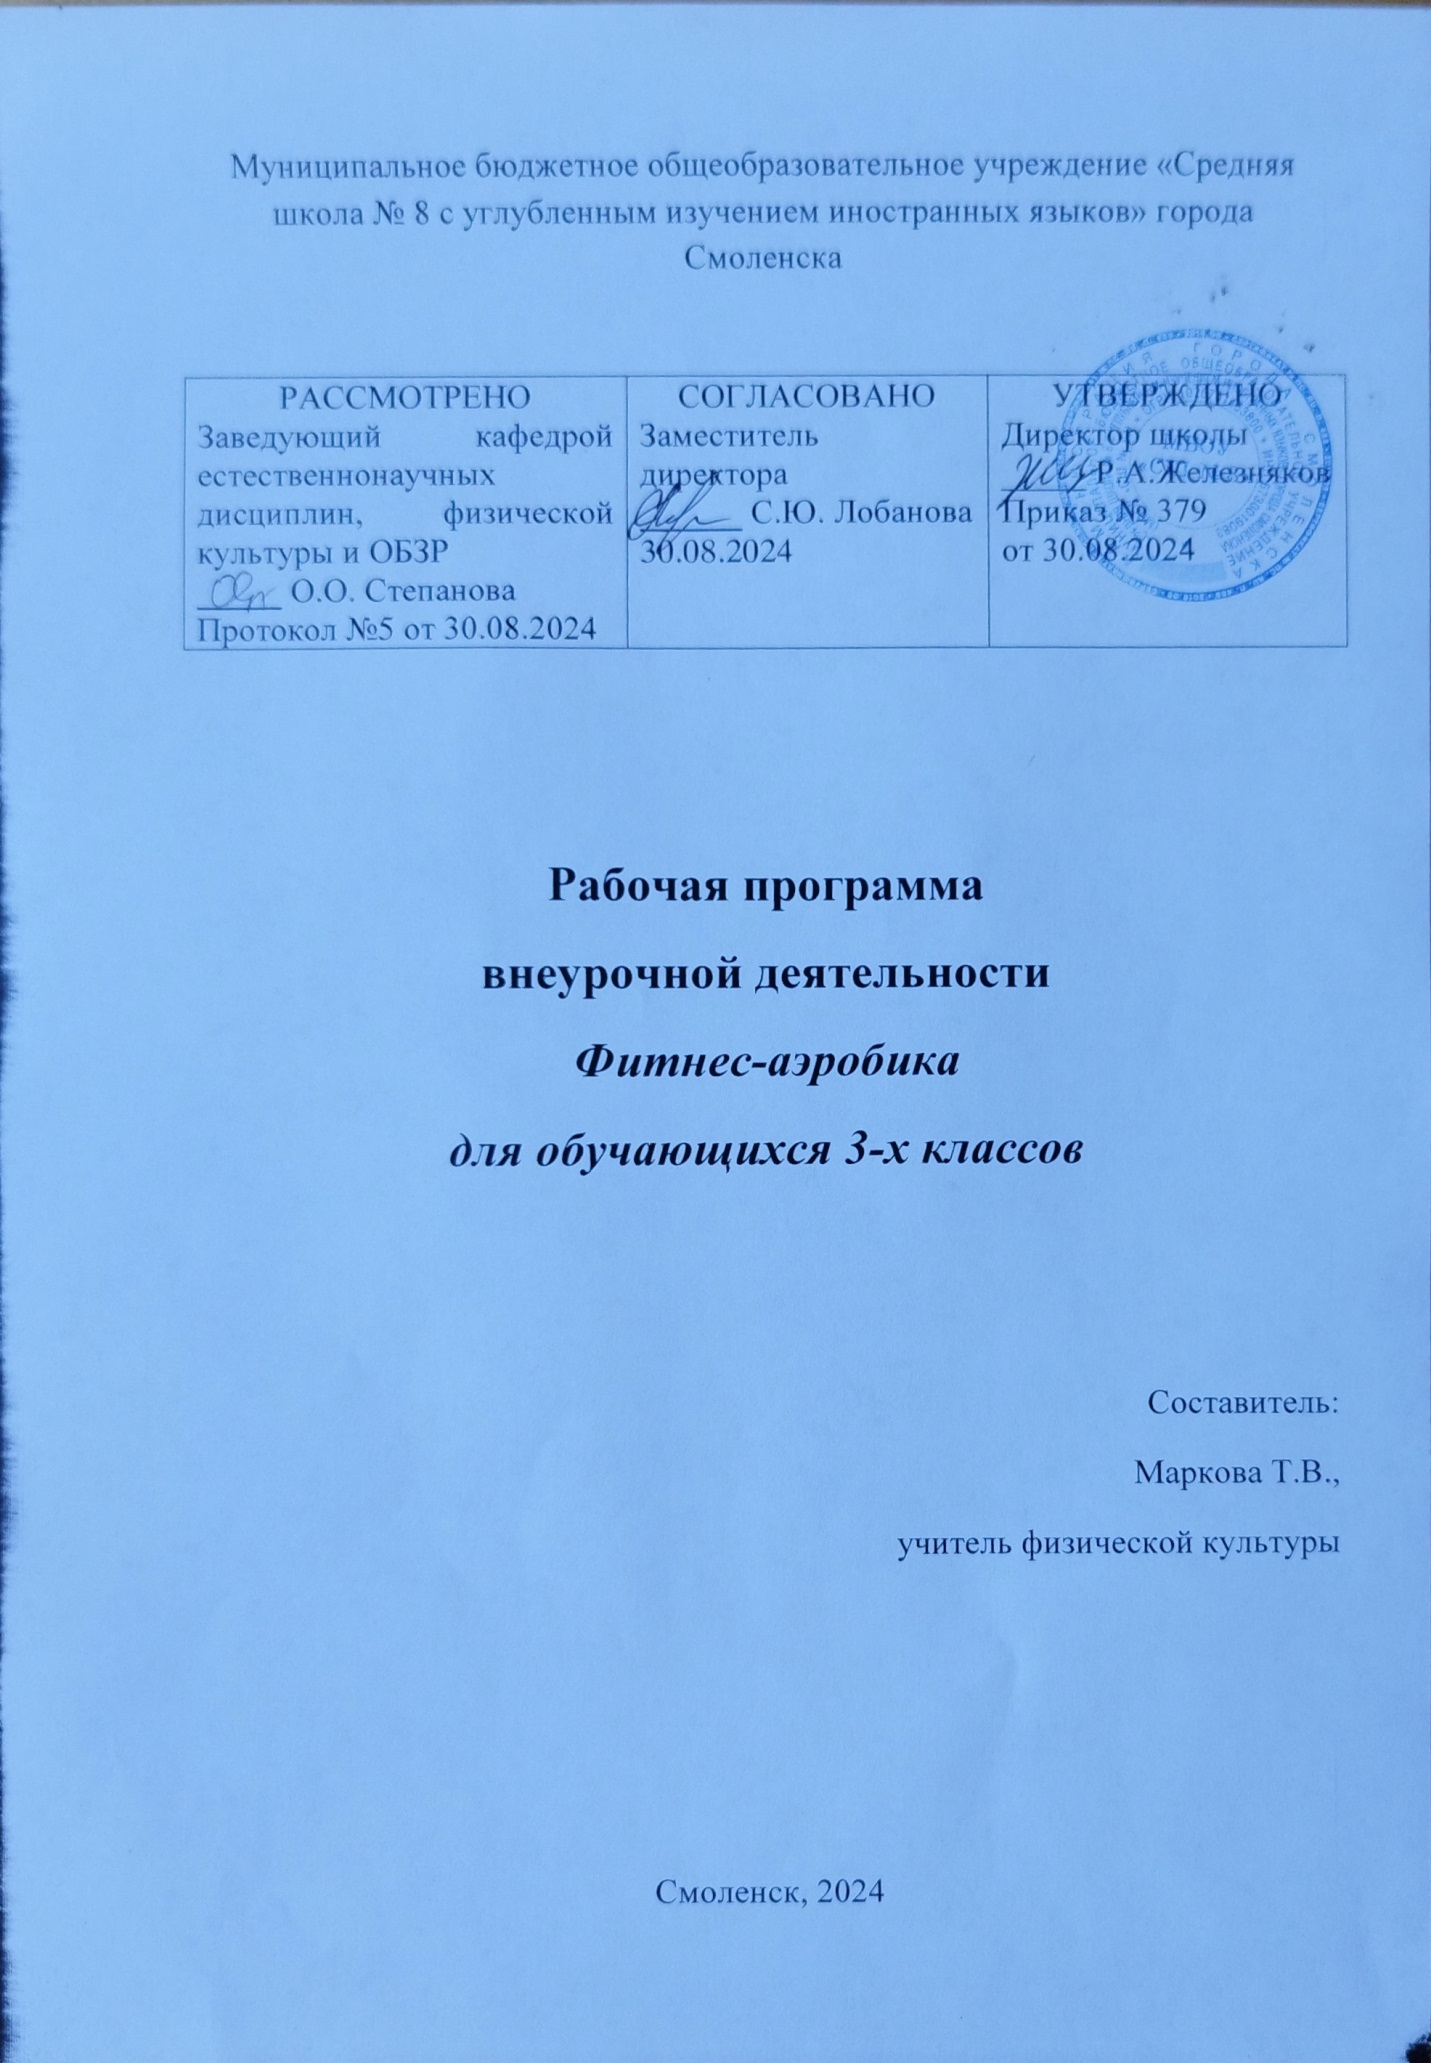 Муниципальное бюджетное общеобразовательное учреждение «Средняя
школа № 8 с углубленным изучением иностранных языков» города
Смоленска
РАССМОТРЕНО
Заведующий кафедрой
естественнонаучных
дисциплин, физической
культуры и ОБЗР
О.О. Степанова
Протокол №5 от 30.08.2024
СОГЛАСОВАНО
Заместитель
директора
С.Ю. Лобанова
30.08.2024
УТВЕРЖДЕНО
Директор школы
Р.А.Железняков
Приказ № 379
от 30.08.2024
Рабочая программа
внеурочной деятельности
Фитнес-аэробика
для обучающихся 3-х классов
Составитель:
Маркова Т.В.,
учитель физической культуры
Смоленск, 2024